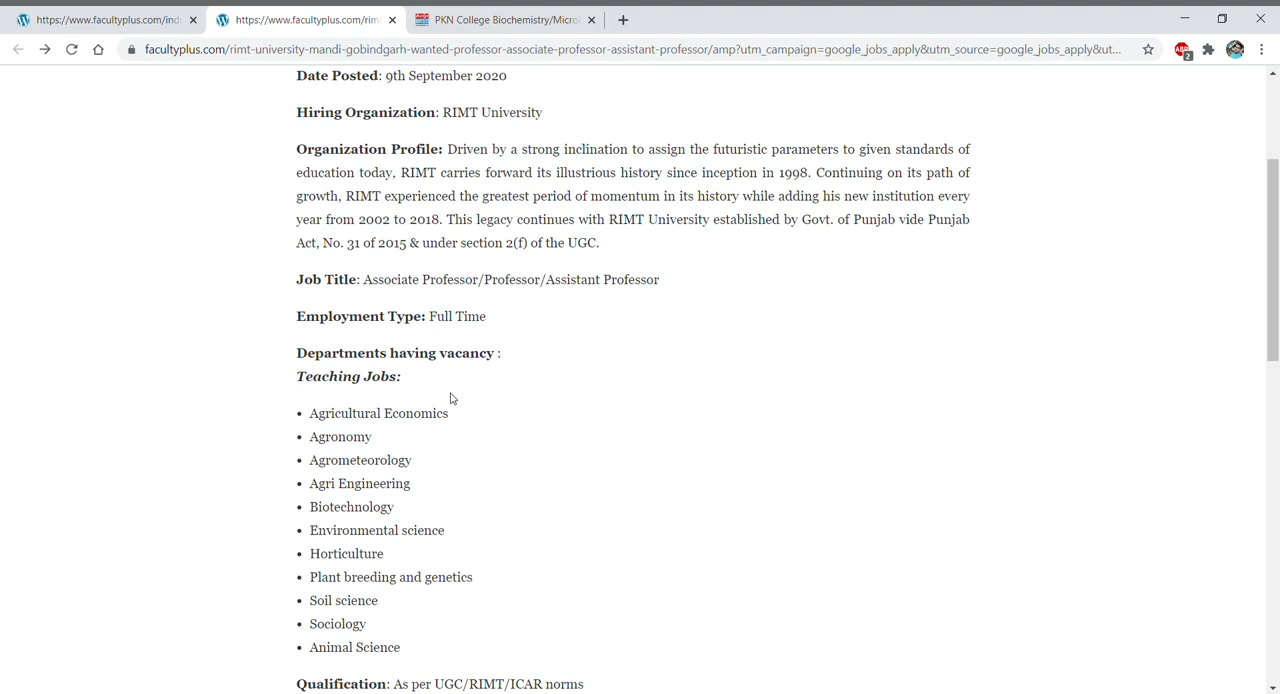 https://www.facultyplus.com/ind
https://www.facultyplus.com/rim
PKN College Biochemistry/Micro
facultyplus.com/rimt-university-mandi-gobindgarh-wanted-professor-associate-professor-assistant-professor/amp?utm_campaign=google_jobs_apply&utm_source=google_jobs_apply&ut...
ABP
2
Date Posted: 9th September 2020
Hiring Organization: RIMT University
Organization Profile: Driven by a strong inclination to assign the futuristic parameters to given standards of
education today, RIMT carries forward its illustrious history since inception in 1998. Continuing on its path of
growth, RIMT experienced the greatest period of momentum in its history while adding his new institution every
year from 2002 to 2018. This legacy continues with RIMT University established by Govt. of Punjab vide Punjab
Act, No. 31 of 2015 & under section 2(f) of the UGC.
Job Title: Associate Professor/Professor/Assistant Professor
Employment Type: Full Time
Departments having vacancy :
Teaching Jobs:
• Agricultural Economics
• Agronomy
• Agrometeorology
• Agri Engineering
• Biotechnology
• Environmental science
• Horticulture
• Plant breeding and genetics
• Soil science
• Sociology
• Animal Science
Qualification: As per UGC/RIMT/ICAR norms